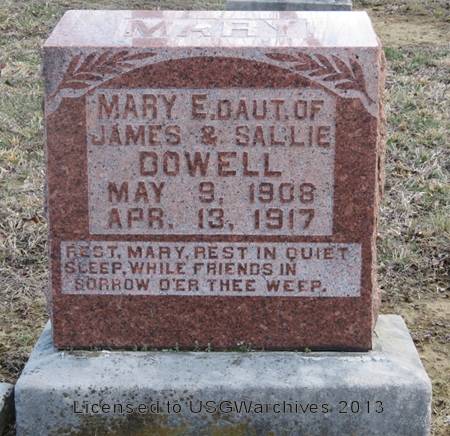 MARY
MARY E. DAUT. OF
JAMES & SALLIE
DOWELL
MAY 9, 1908
APR. 13, 1917
REST, MARY, REST IN QUIET
SLEEP, WHILE FRIENDS IN
SORROW O'ER THEE WEEP.
Licensed to USGWarchives 2013